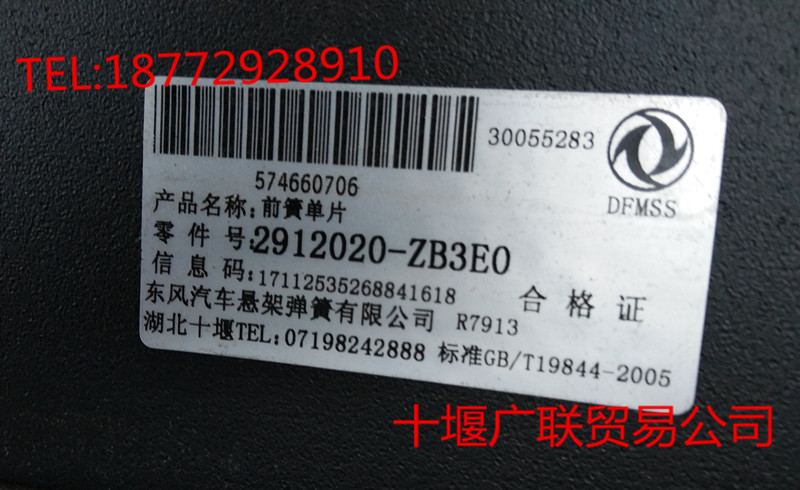 TEL:18772928910
30055283
574660706
DFMSS
产品名称:前簧单片
零件号:2912020-ZB3E0
信息码:17112535268841618
合格证
东风汽车悬架弹簧有限公司 R7913
湖北十堰TEL:07198242888 标准GB/T19844-2005
十堰广联贸易公司